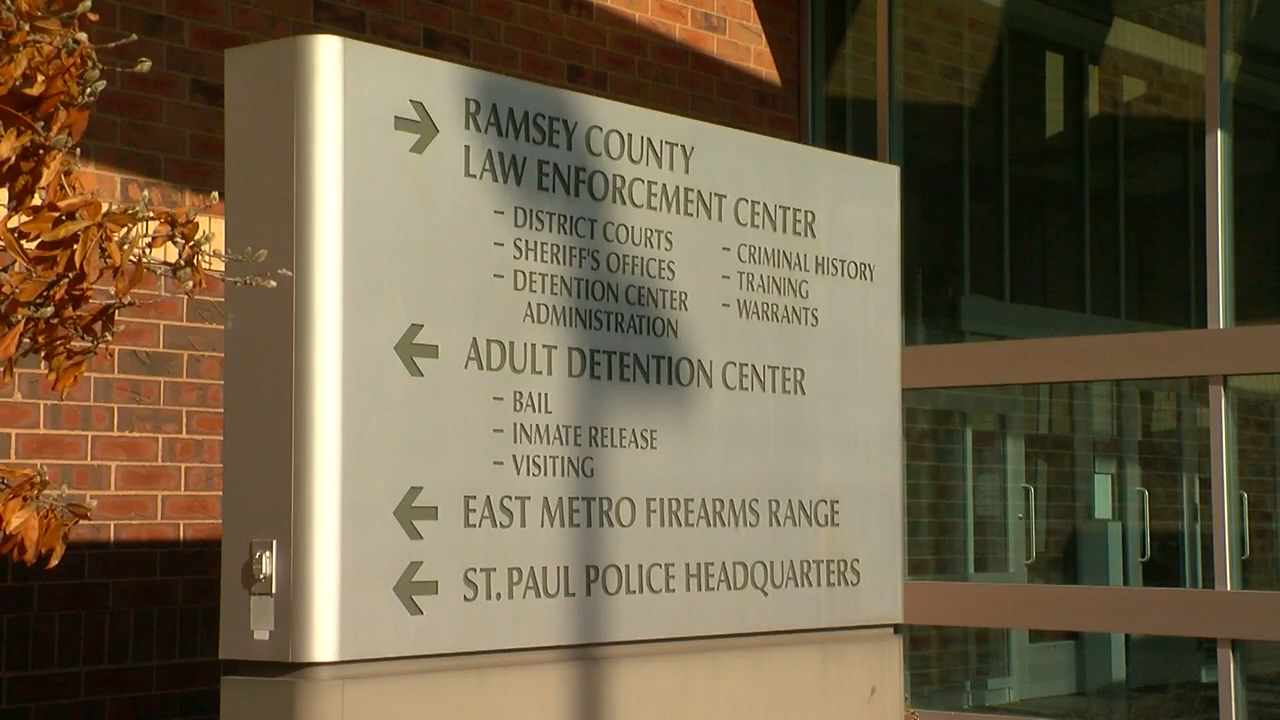 RAMSEY COUNTY
LAW ENFORCEMENT CENTER
- DISTRICT COURTS
- SHERIFF'S OFFICES
- DETENTION CENTER
ADMINISTRATION
- CRIMINAL HISTORY
- TRAINING
- WARRANTS
ADULT DETENTION CENTER
- BAIL
- INMATE RELEASE
- VISITING
EAST METRO FIREARMS RANGE
ST. PAUL POLICE HEADQUARTERS